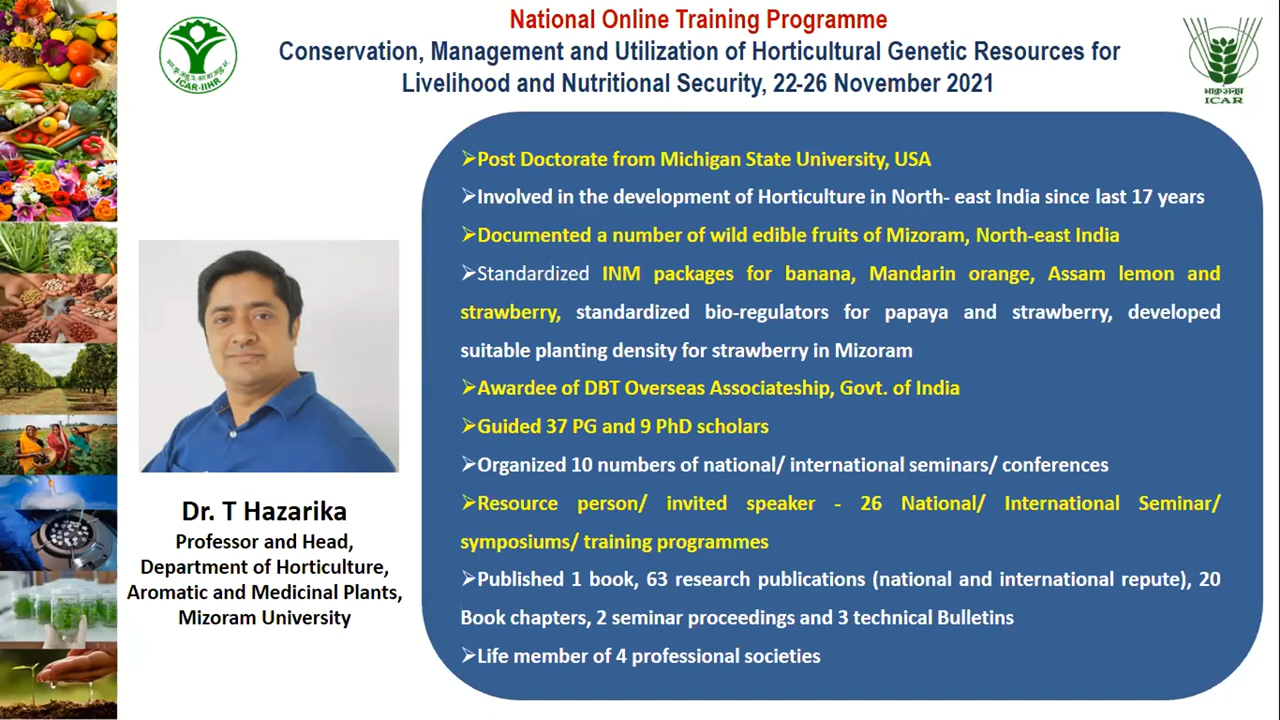 National Online Training Programme
Conservation, Management and Utilization of Horticultural Genetic Resources for
Livelihood and Nutritional Security, 22-26 November 2021
ICAR-IIHR
ICAR
➢Post Doctorate from Michigan State University, USA
➢Involved in the development of Horticulture in North- east India since last 17 years
➢Documented a number of wild edible fruits of Mizoram, North-east India
➢Standardized INM packages for banana, Mandarin orange, Assam lemon and
strawberry, standardized bio-regulators for papaya and strawberry, developed
suitable planting density for strawberry in Mizoram
➢Awardee of DBT Overseas Associateship, Govt. of India
➢Guided 37 PG and 9 PhD scholars
➢Organized 10 numbers of national/ international seminars/ conferences
➢Resource person/ invited speaker - 26 National/ International Seminar/
symposiums/ training programmes
➢Published 1 book, 63 research publications (national and international repute), 20
Book chapters, 2 seminar proceedings and 3 technical Bulletins
➢Life member of 4 professional societies
Dr. T Hazarika
Professor and Head,
Department of Horticulture,
Aromatic and Medicinal Plants,
Mizoram University